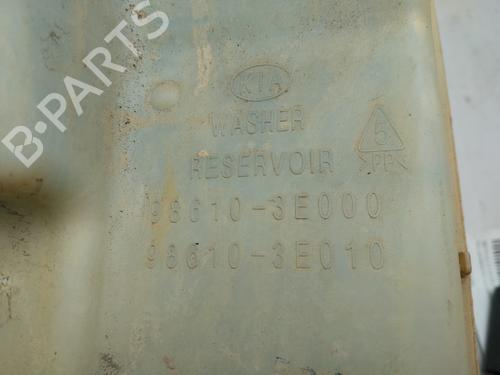 B-PARTS
KIA
WASHER
RESERVOIR
98610-3E000
98610-3E010
5
>PP<